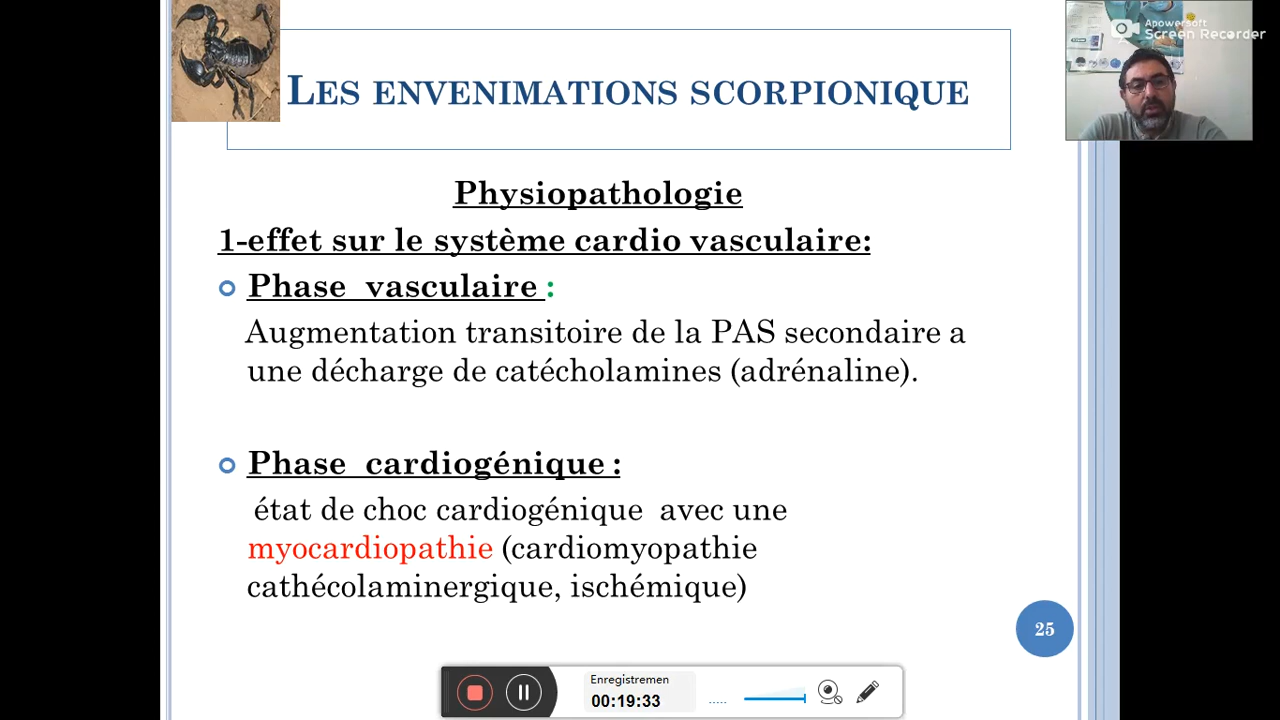 Apowersoft
Screen Recorder
LES ENVENIMATIONS SCORPIONIQUE
Physiopathologie
1-effet sur le système cardio vasculaire:
Phase vasculaire :
Augmentation transitoire de la PAS secondaire a
une décharge de catécholamines (adrénaline).
Phase cardiogénique :
état de choc cardiogénique avec une
myocardiopathie (cardiomyopathie
cathécolaminergique, ischémique)
25
Enregistremen
00:19:33